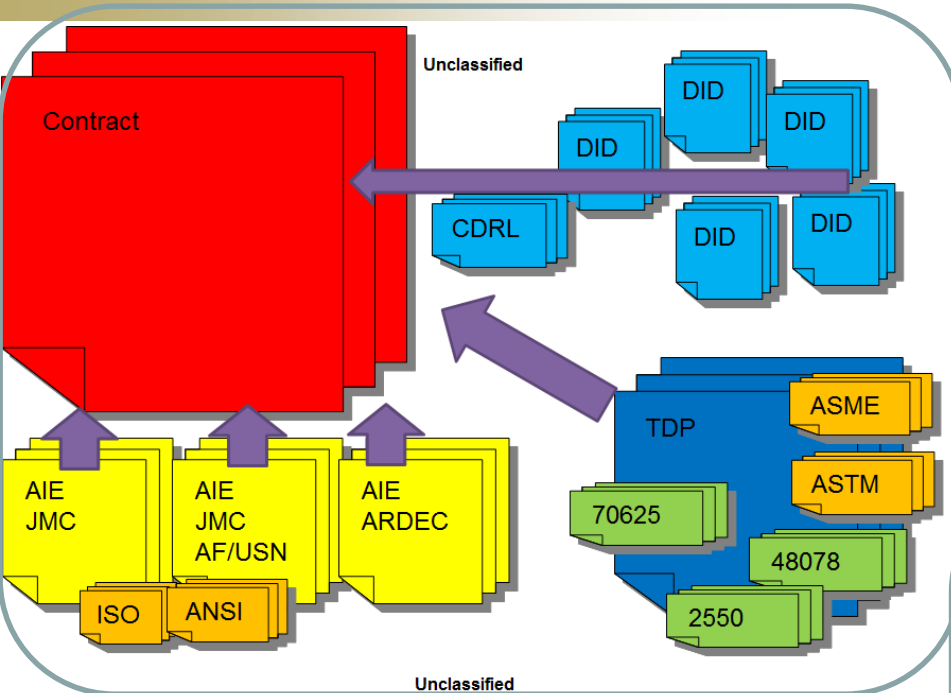 Unclassified
Contract
DID
DID
DID
CDRL
DID
DID
TDP
ASME
ASTM
70625
48078
2550
AIE
JMC
AIE
JMC
AF/USN
AIE
ARDEC
ISO
ANSI
Unclassified